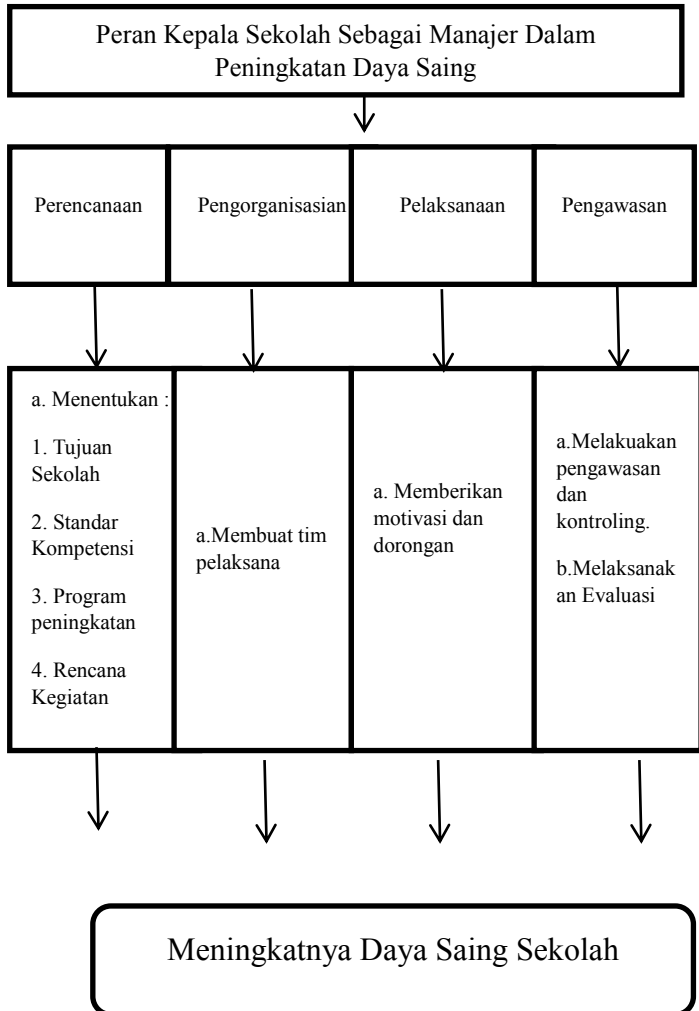 Peran Kepala Sekolah Sebagai Manajer Dalam
Peningkatan Daya Saing
Perencanaan
Pengorganisasian
Pelaksanaan
Pengawasan
a. Menentukan :
1. Tujuan
Sekolah
2. Standar
Kompetensi
3. Program
peningkatan
4. Rencana
Kegiatan
a.Membuat tim
pelaksana
a. Memberikan
motivasi dan
dorongan
a.Melakuakan
pengawasan
dan
kontroling.
b.Melaksanak
an Evaluasi
Meningkatnya Daya Saing Sekolah